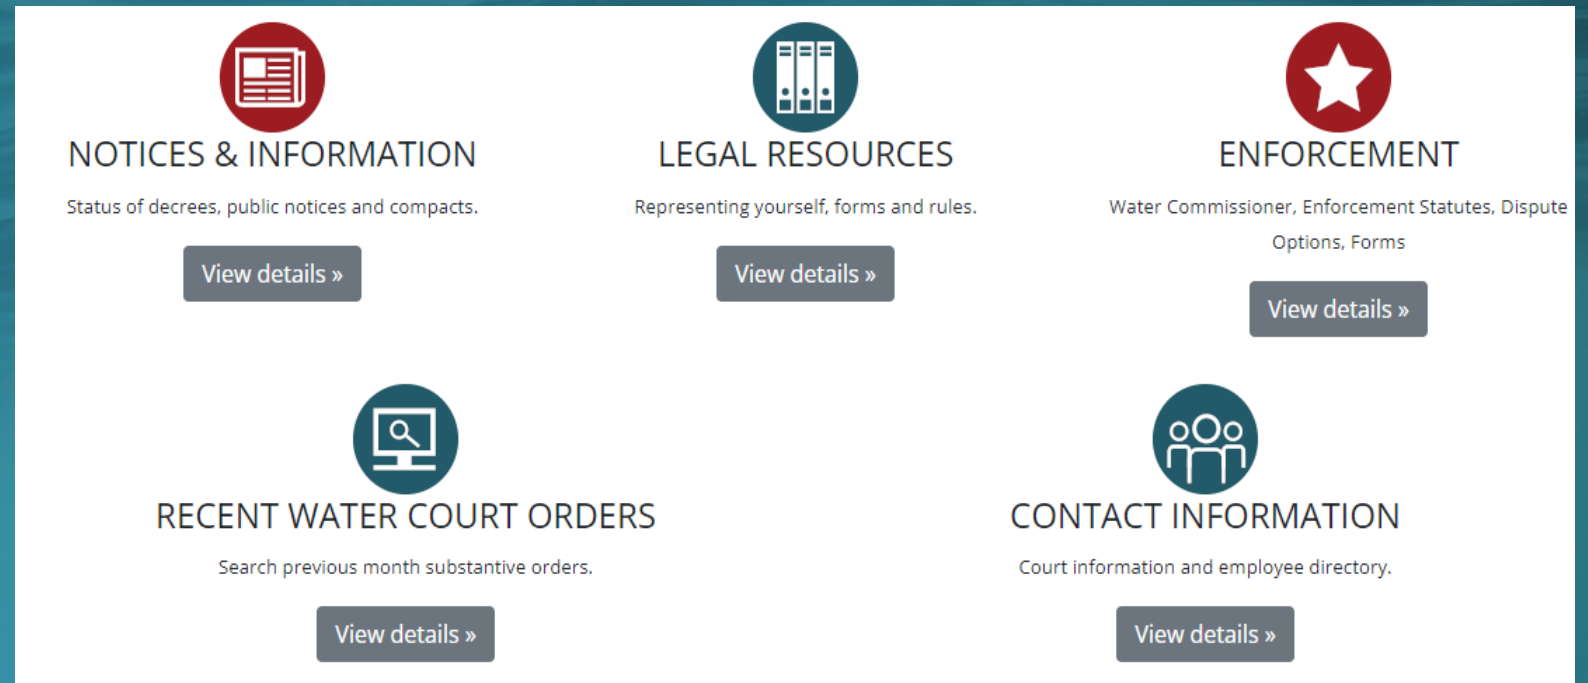 NOTICES & INFORMATION
Status of decrees, public notices and compacts.
View details »
LEGAL RESOURCES
Representing yourself, forms and rules.
View details »
ENFORCEMENT
Water Commissioner, Enforcement Statutes, Dispute
Options, Forms
View details »
RECENT WATER COURT ORDERS
Search previous month substantive orders.
View details »
CONTACT INFORMATION
Court information and employee directory.
View details »